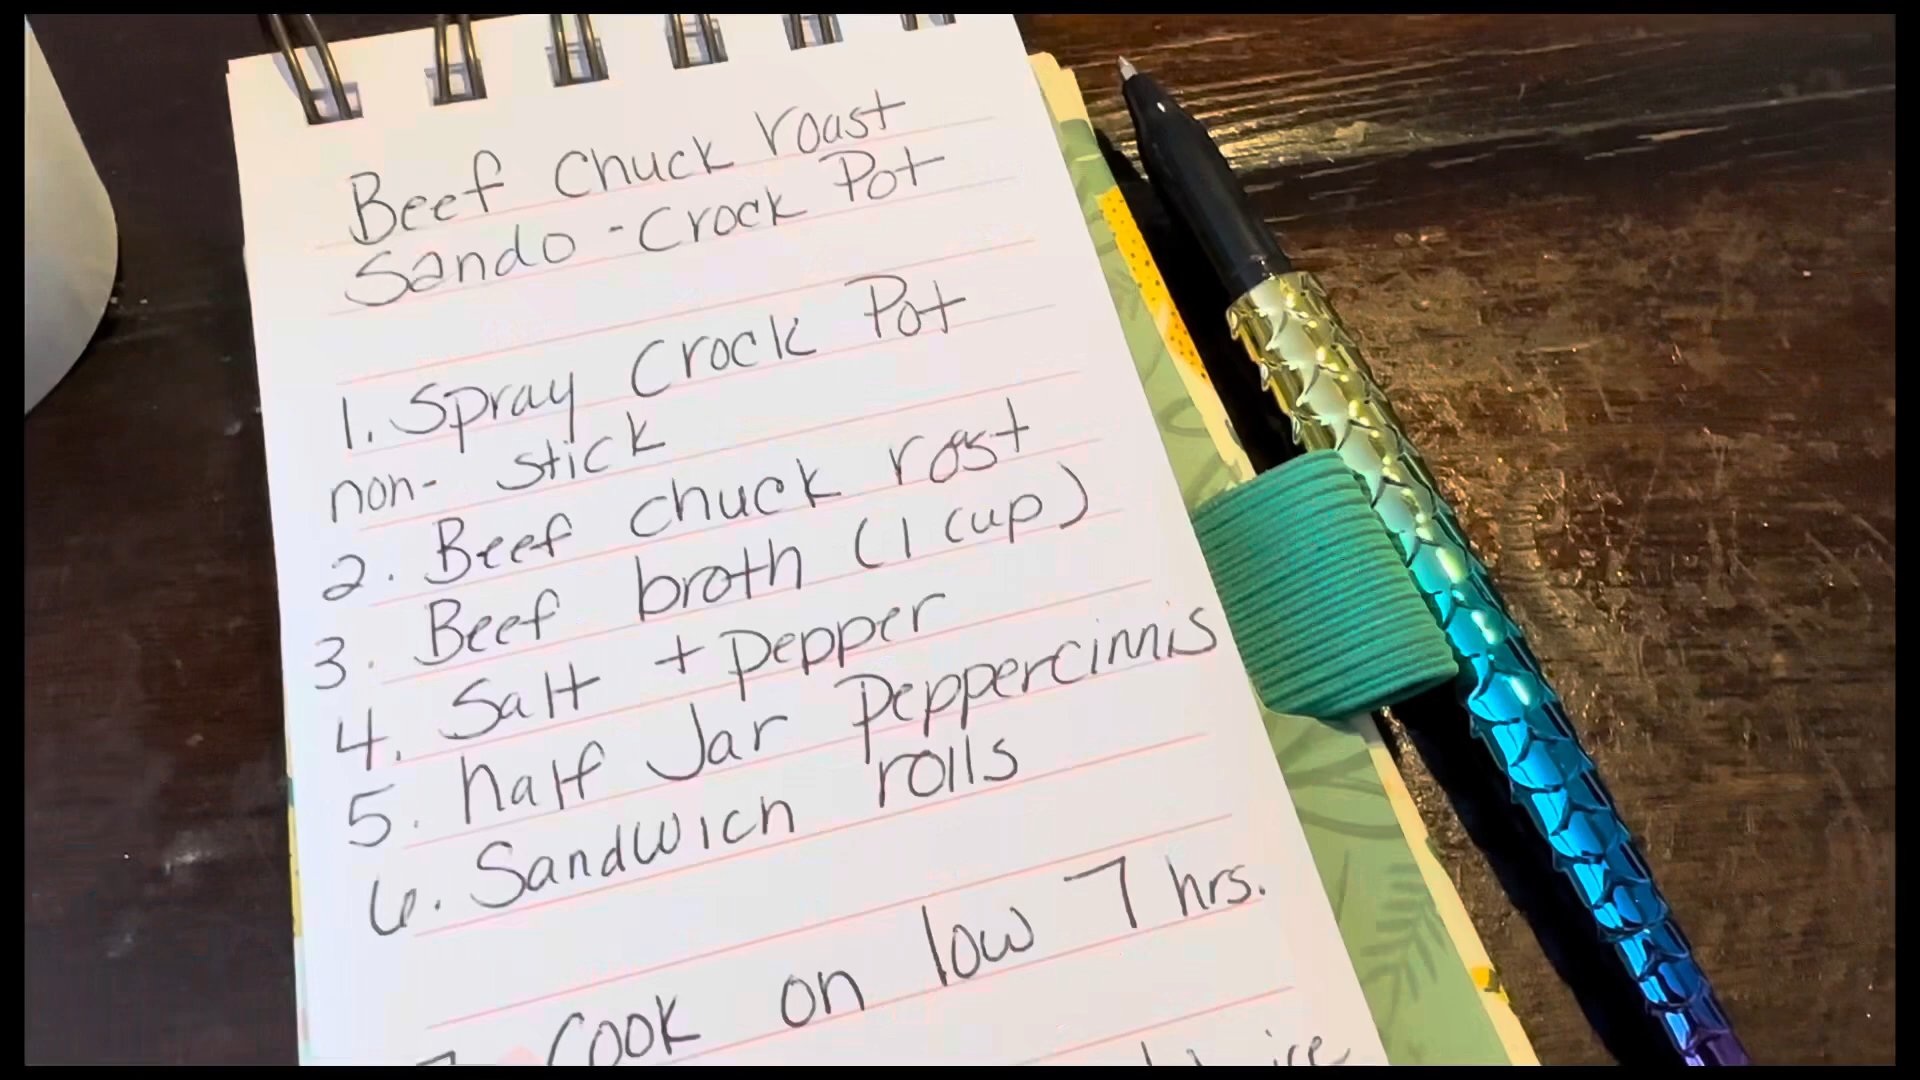 Beef Chuck roast
Sando - Crock Pot
1. Spray Crock Pot
non- stick
2. Beef chuck rost
3. Beef broth (1 cup)
4. Salt + pepper
5. half Jar Peppercinnis
6. Sandwich rolls
Cook on low 7 hrs.